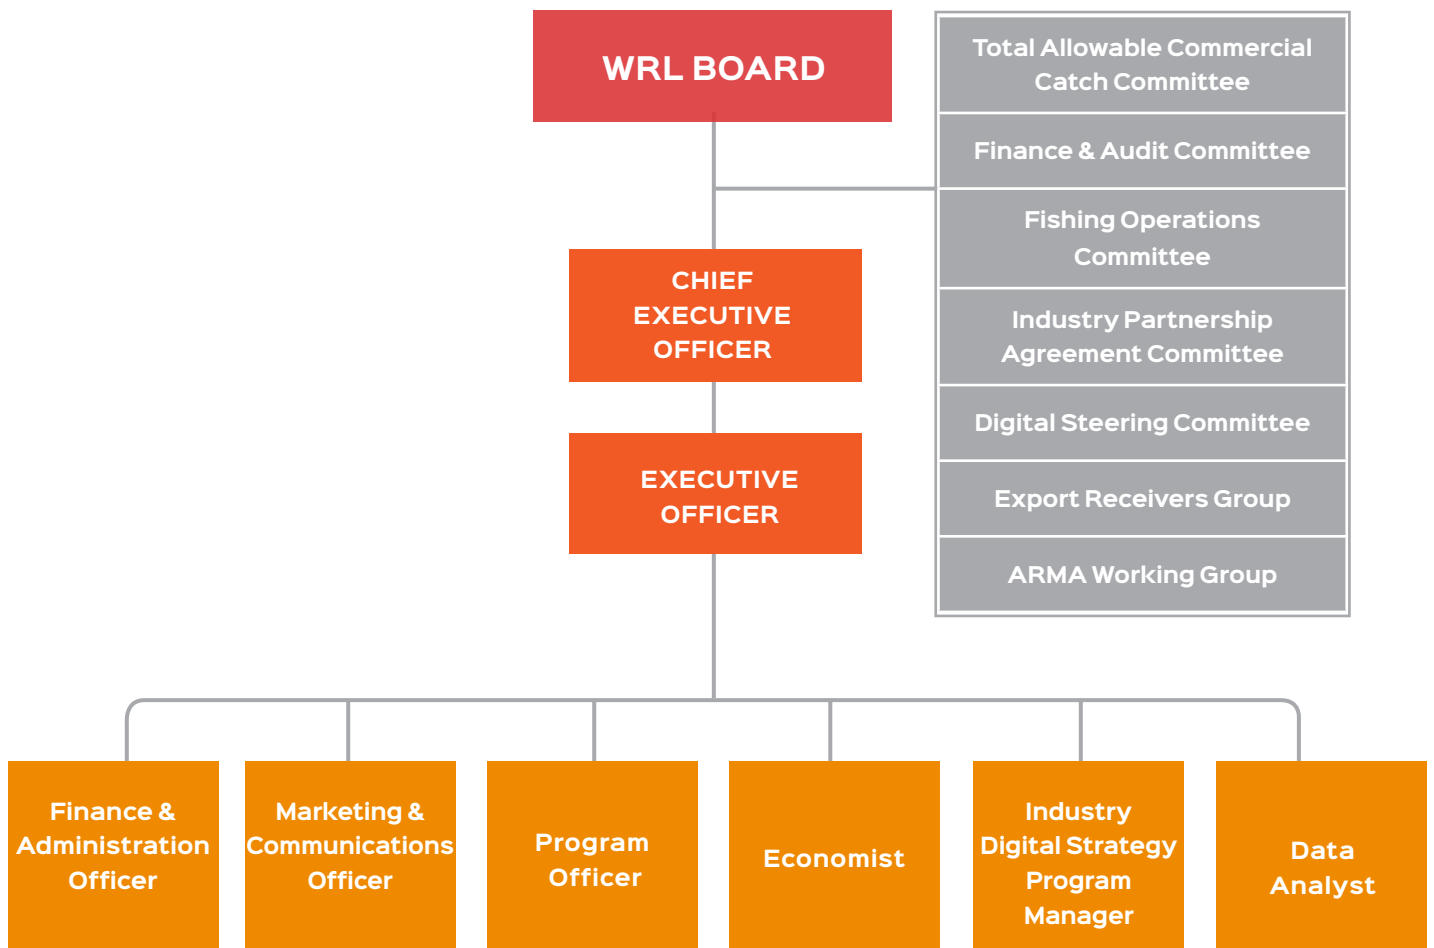 WRL BOARD
Total Allowable Commercial
Catch Committee
Finance & Audit Committee
Fishing Operations
Committee
Industry Partnership
Agreement Committee
Digital Steering Committee
Export Receivers Group
ARMA Working Group
CHIEF
EXECUTIVE
OFFICER
EXECUTIVE
OFFICER
Finance &
Administration
Officer
Marketing &
Communications
Officer
Program
Officer
Economist
Industry
Digital Strategy
Program
Manager
Data
Analyst